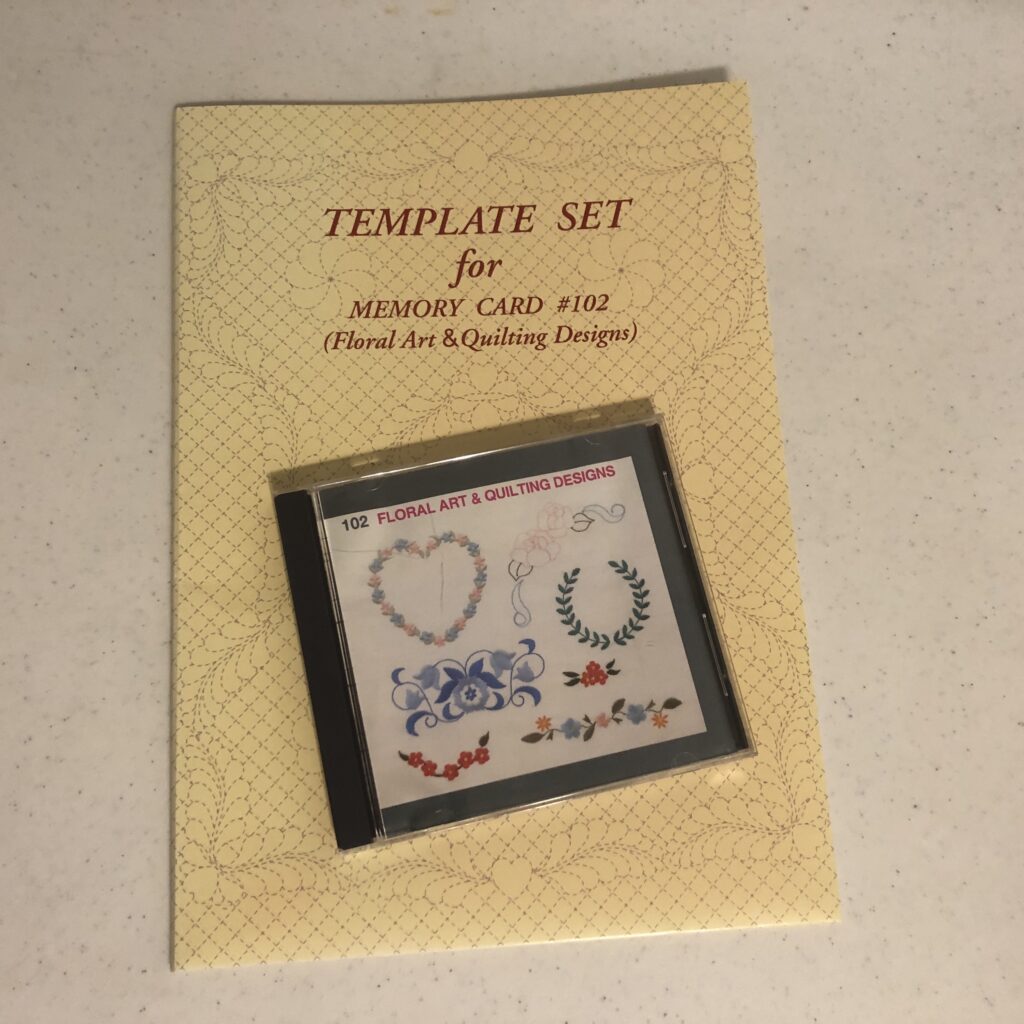 TEMPLATE SET
for
MEMORY CARD #102
(Floral Art &Quilting Designs)
102 FLORAL ART & QUILTING DESIGNS